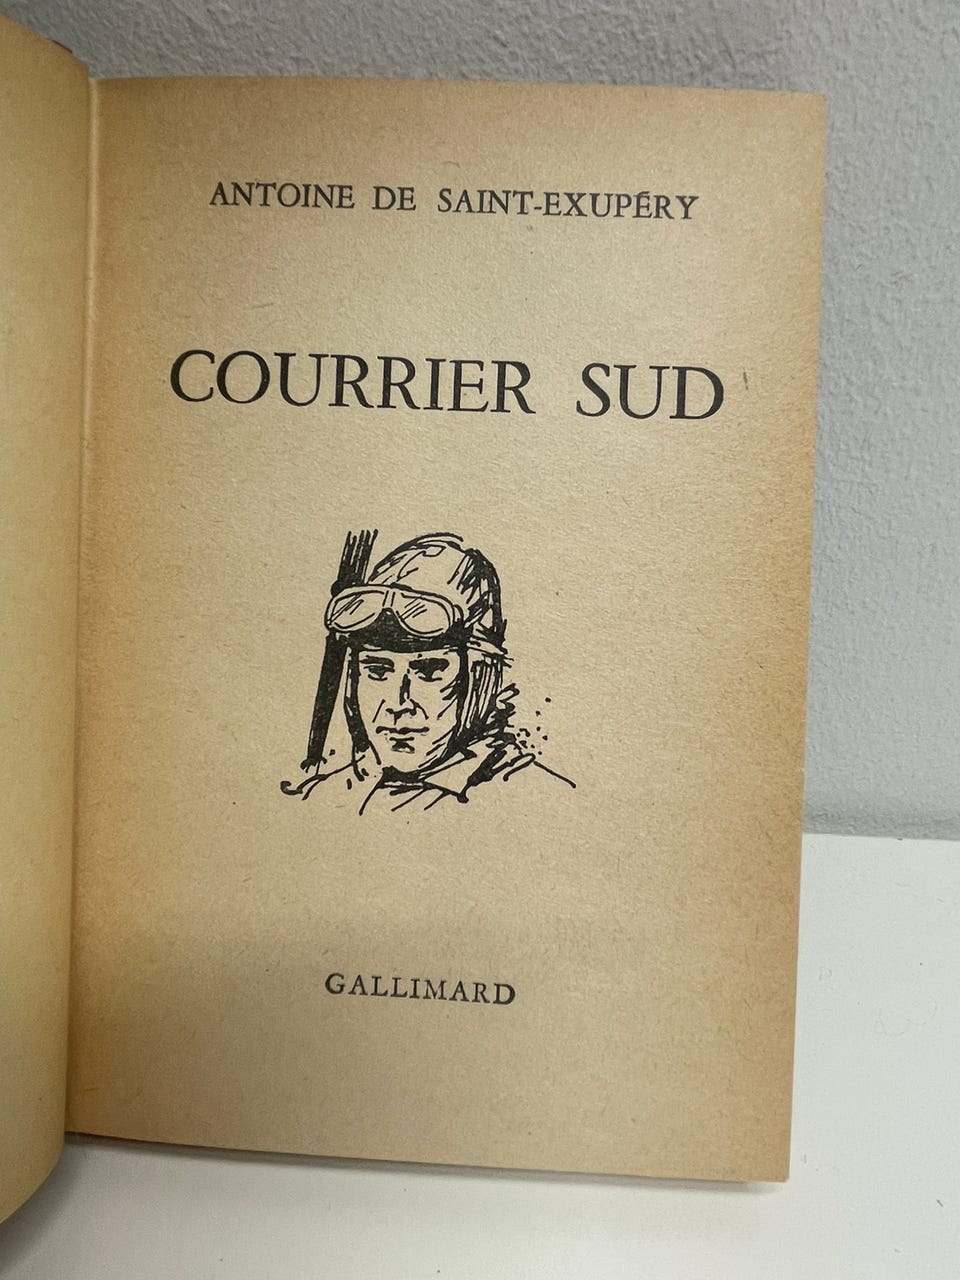 ANTOINE DE SAINT-EXUPÉRY
COURRIER SUD
GALLIMARD